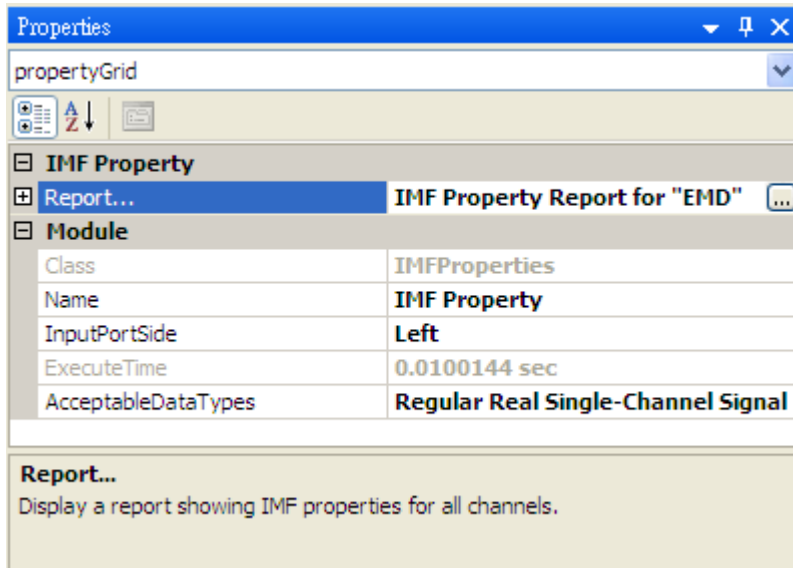 Properties
propertyGrid
A
Z
IMF Property
Report... IMF Property Report for "EMD" ...
Module
Class IMFProperties
Name IMF Property
InputPortSide Left
ExecuteTime 0.0100144 sec
AcceptableDataTypes Regular Real Single-Channel Signal
Report...
Display a report showing IMF properties for all channels.